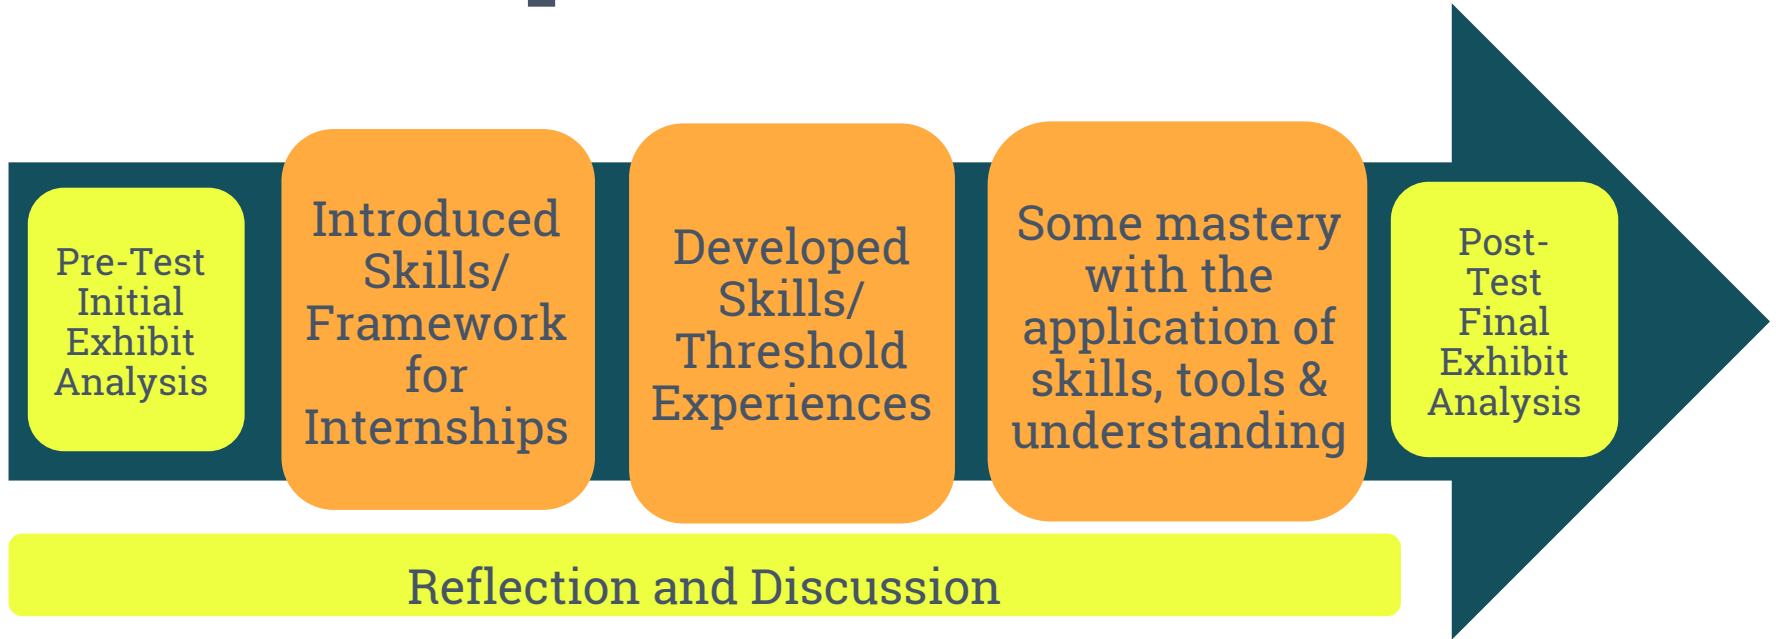 Pre-Test
Initial
Exhibit
Analysis
Introduced
Skills/
Framework
for
Internships
Developed
Skills/
Threshold
Experiences
Some mastery
with the
application of
skills, tools &
understanding
Post-
Test
Final
Exhibit
Analysis
Reflection and Discussion